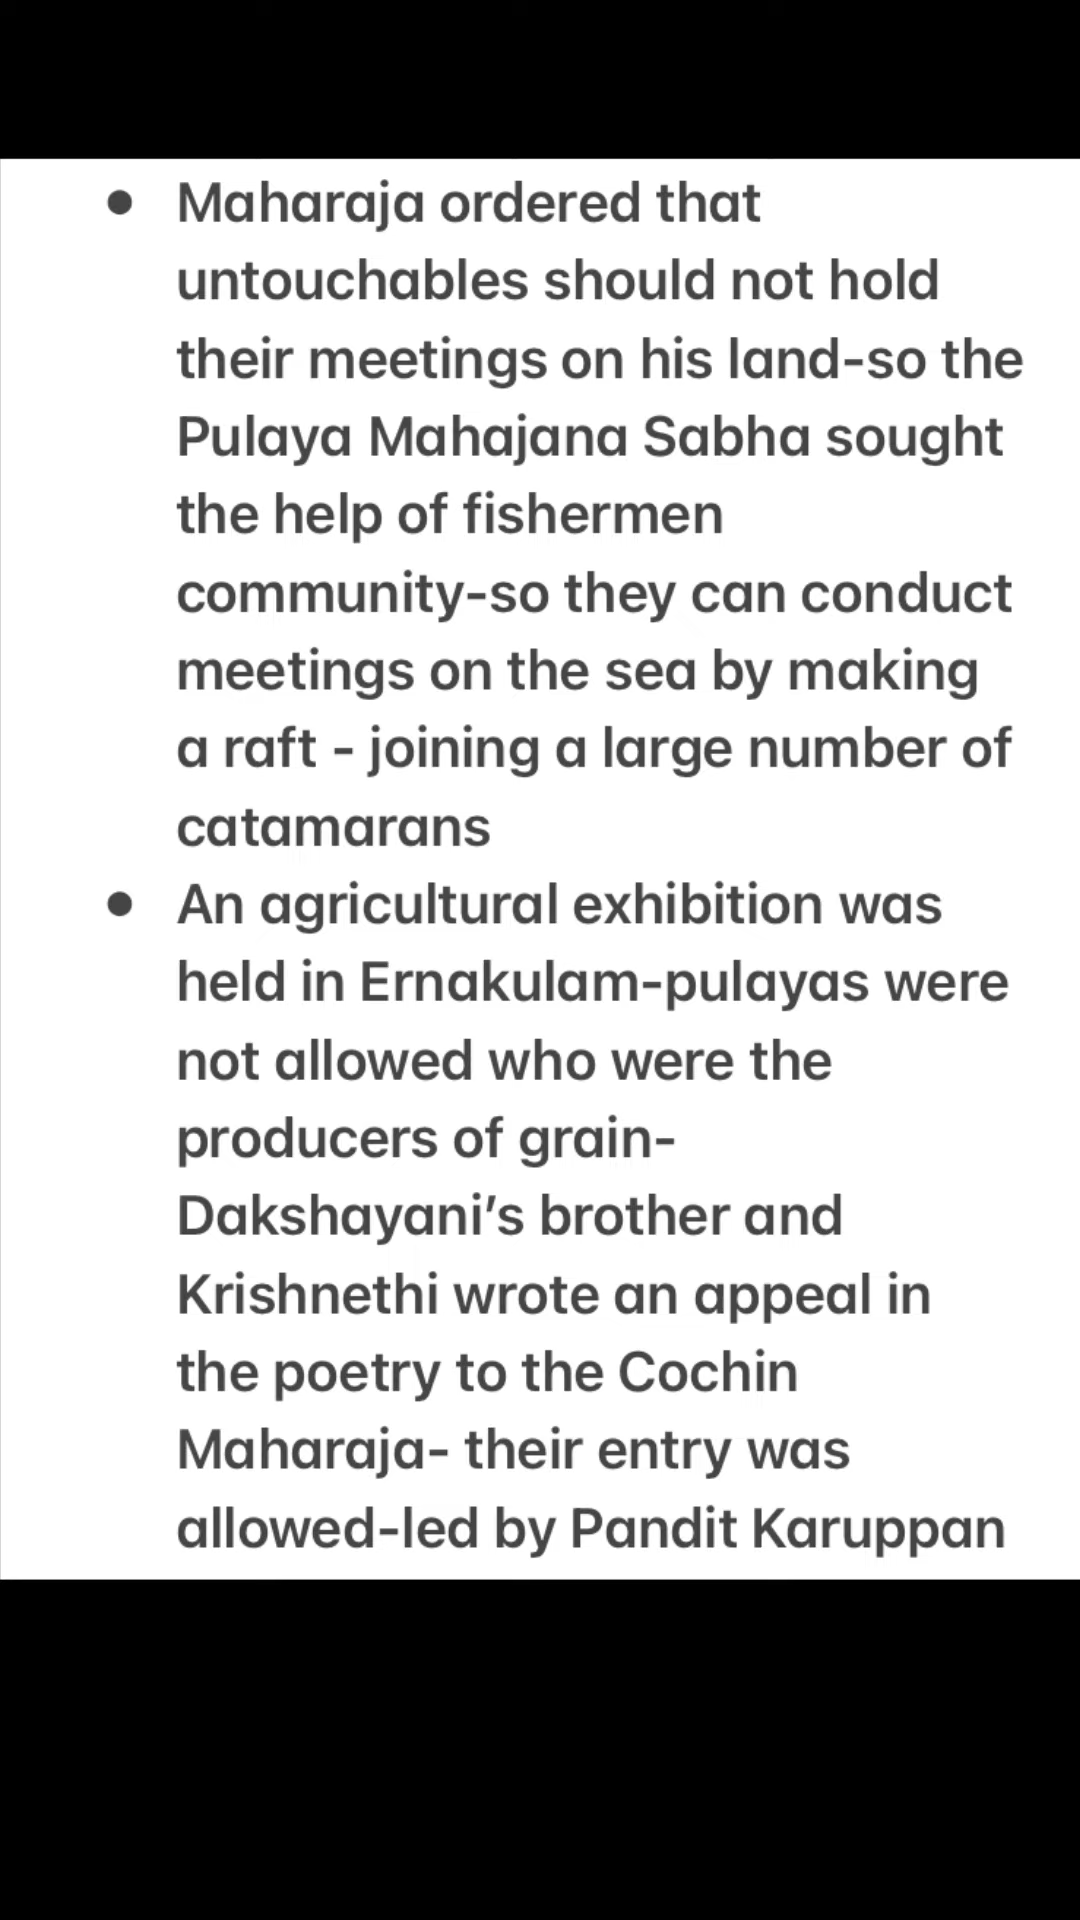 ● Maharaja ordered that
untouchables should not hold
their meetings on his land-so the
Pulaya Mahajana Sabha sought
the help of fishermen
community-so they can conduct
meetings on the sea by making
a raft - joining a large number of
catamarans
● An agricultural exhibition was
held in Ernakulam-pulayas were
not allowed who were the
producers of grain-
Dakshayani's brother and
Krishnethi wrote an appeal in
the poetry to the Cochin
Maharaja- their entry was
allowed-led by Pandit Karuppan